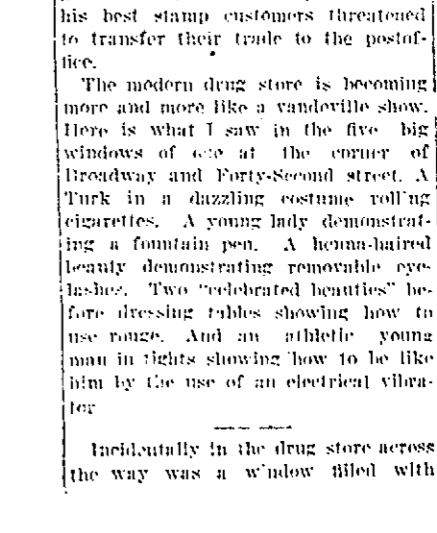 his best stamp customers threatened
to transfer their trade to the postof-
fice.
The modern drug store is becoming
more and more like a vaudeville show.
Here is what I saw in the five big
windows of one at the corner of
Broadway and Forty-Second street. A
Turk in a dazzling costume rolling
cigarettes. A young lady demonstrat-
ing a fountain pen. A henna-haired
beauty demonstrating removable eye-
lashes. Two "celebrated beauties" be-
fore dressing tables showing how to
use rouge. And an athletic young
man in tights showing how to be like
him by the use of an electrical vibra-
tor
Incidentally in the drug store across
the way was a window filled with